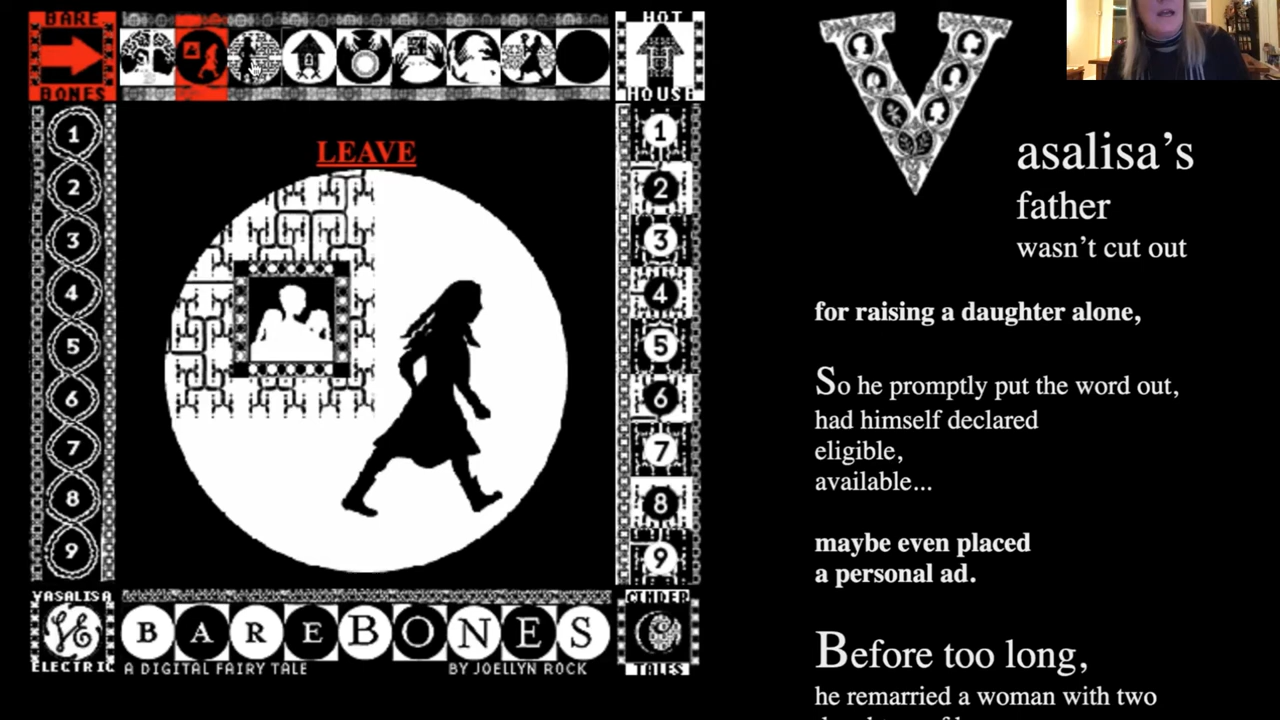 BARE
BONES
HOT
HOUSE
LEAVE
1
2
3
4
5
6
7
8
9
1
2
3
4
5
6
7
8
9
VASALISA
VE
ELECTRIC
BAREBONES
A DIGITAL FAIRY TALE
BY JOELLYN ROCK
CINDER
TALES
V
asalisa’s
father
wasn’t cut out
for raising a daughter alone,
So he promptly put the word out,
had himself declared
eligible,
available...
maybe even placed
a personal ad.
Before too long,
he remarried a woman with two